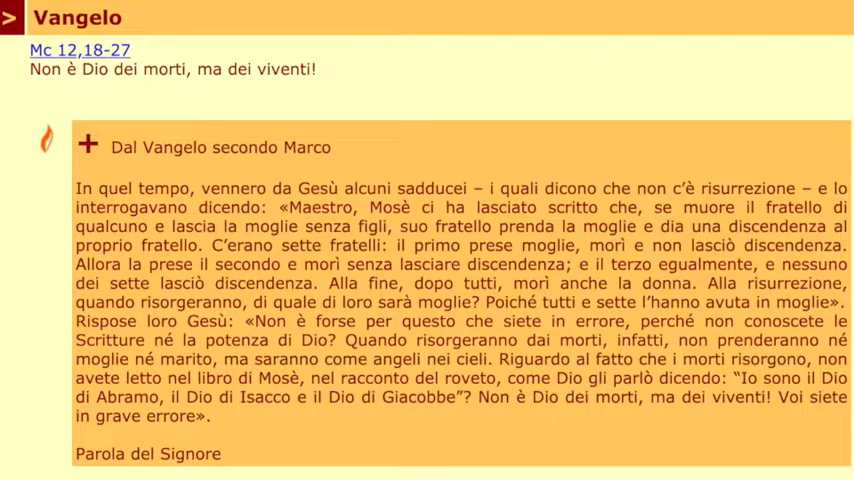 > Vangelo
Mc 12,18-27
Non è Dio dei morti, ma dei viventi!
+ Dal Vangelo secondo Marco
In quel tempo, vennero da Gesù alcuni sadducei – i quali dicono che non c’è risurrezione – e lo
interrogavano dicendo: «Maestro, Mosè ci ha lasciato scritto che, se muore il fratello di
qualcuno e lascia la moglie senza figli, suo fratello prenda la moglie e dia una discendenza al
proprio fratello. C’erano sette fratelli: il primo prese moglie, morì e non lasciò discendenza.
Allora la prese il secondo e morì senza lasciare discendenza; e il terzo egualmente, e nessuno
dei sette lasciò discendenza. Alla fine, dopo tutti, morì anche la donna. Alla risurrezione,
quando risorgeranno, di quale di loro sarà moglie? Poiché tutti e sette l’hanno avuta in moglie».
Rispose loro Gesù: «Non è forse per questo che siete in errore, perché non conoscete le
Scritture né la potenza di Dio? Quando risorgeranno dai morti, infatti, non prenderanno né
moglie né marito, ma saranno come angeli nei cieli. Riguardo al fatto che i morti risorgono, non
avete letto nel libro di Mosè, nel racconto del roveto, come Dio gli parlò dicendo: “Io sono il Dio
di Abramo, il Dio di Isacco e il Dio di Giacobbe”? Non è Dio dei morti, ma dei viventi! Voi siete
in grave errore».
Parola del Signore